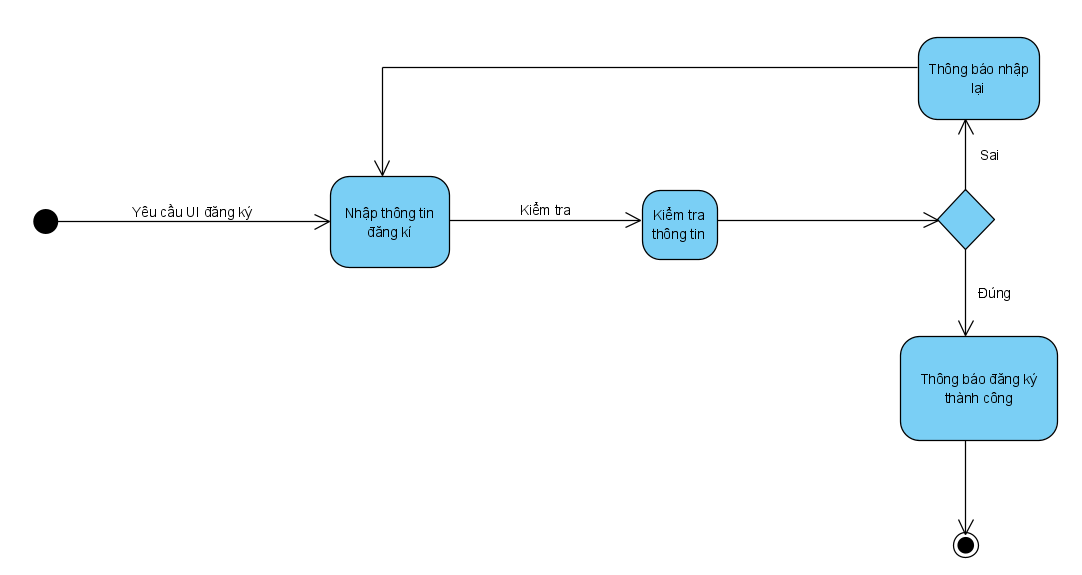 Thông báo nhập
lại
Sai
Yêu cầu UI đăng ký
Nhập thông tin
đăng kí
Kiểm tra
Kiểm tra
thông tin
Đúng
Thông báo đăng ký
thành công